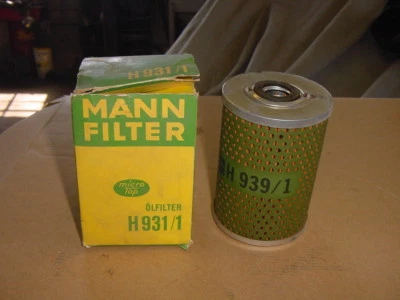 H 931/1
MANN
FILTER
micro
top
ÖLFILTER
H 931/1
H 939/1